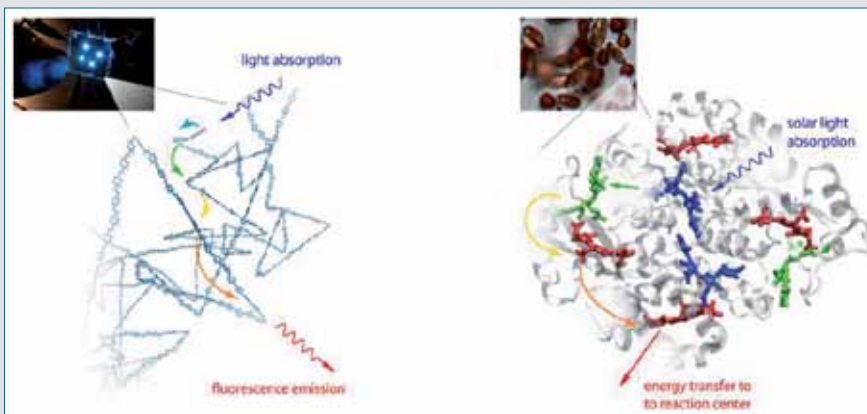 light absorption
fluorescence emission
solar light
absorption
energy transfer to
to reaction center